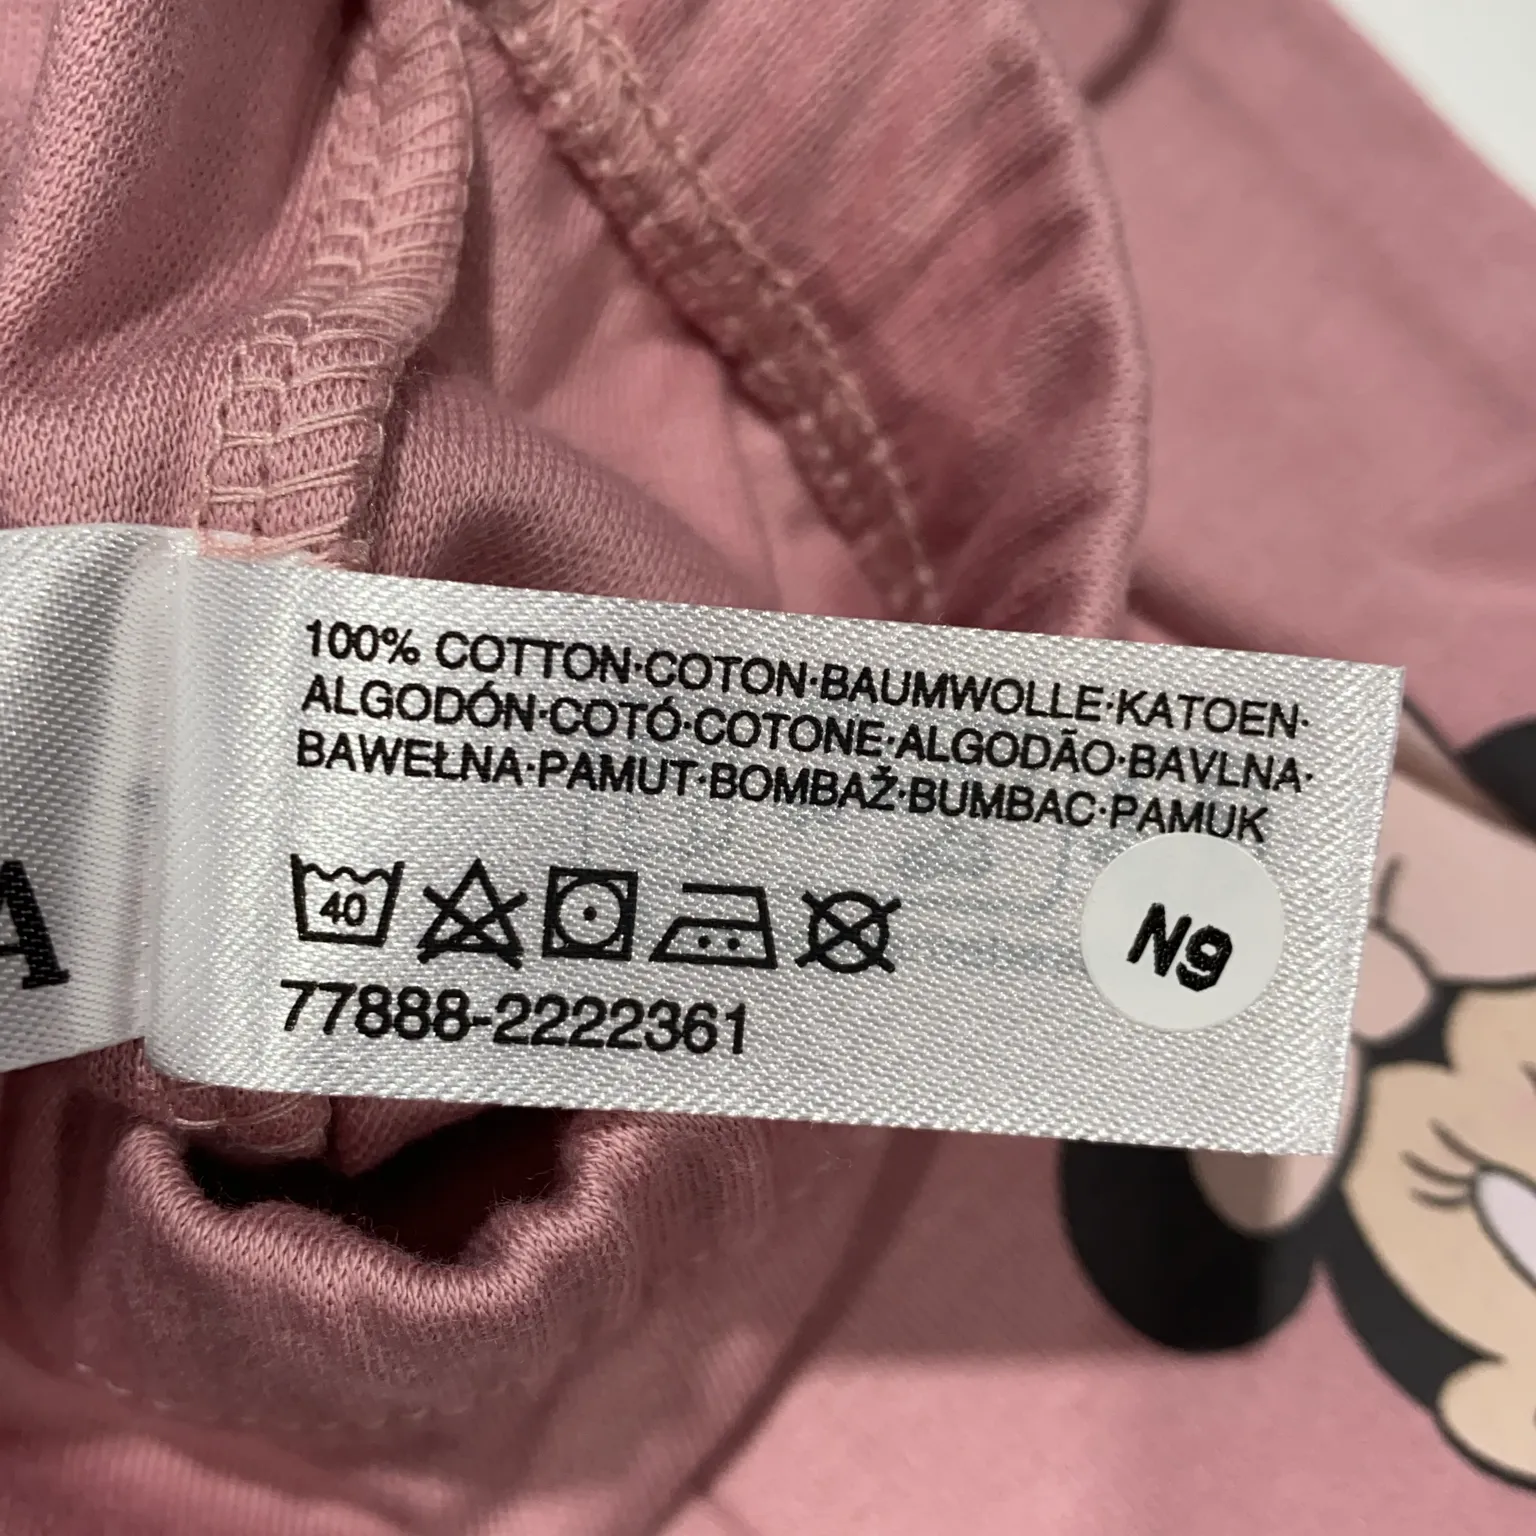 100% COTTON·COTON·BAUMWOLLE·KATOEN·
ALGODÓN·COTÓ·COTONE·ALGODÃO·BAVLNA·
BAWEŁNA·PAMUT·BOMBAŽ·BUMBAC·PAMUK
40
N9
77888-2222361
A